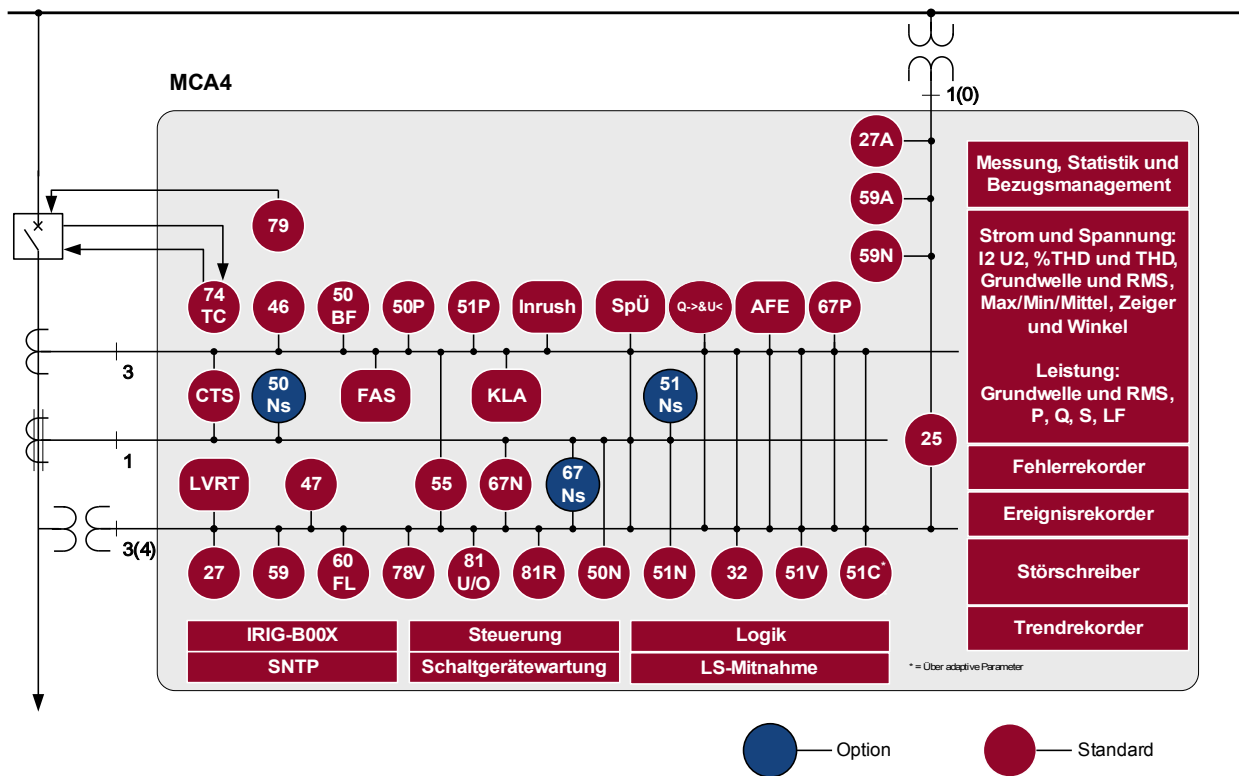 MCA4
1(0)
27A
59A
59N
Messung, Statistik und
Bezugsmanagement
79
Strom und Spannung:
I2 U2, %THD und THD,
Grundwelle und RMS,
Max/Min/Mittel, Zeiger
und Winkel
Leistung:
Grundwelle und RMS,
P, Q, S, LF
74
TC
46
50
BF
50P
51P
Inrush
SpÜ
Q->&U<
AFE
67P
3
CTS
50
Ns
FAS
KLA
51
Ns
25
1
LVRT
47
55
67N
67
Ns
Fehlerrekorder
Ereignisrekorder
3(4)
27
59
60
FL
78V
81
U/O
81R
50N
51N
32
51V
51C*
Störschreiber
Trendrekorder
IRIG-B00X
Steuerung
Logik
SNTP
Schaltgerätewartung
LS-Mitnahme
* = Über adaptive Parameter
Option
Standard